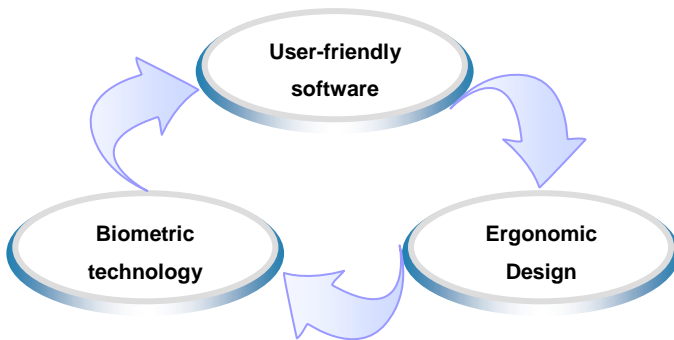 User-friendly
software
Biometric
technology
Ergonomic
Design